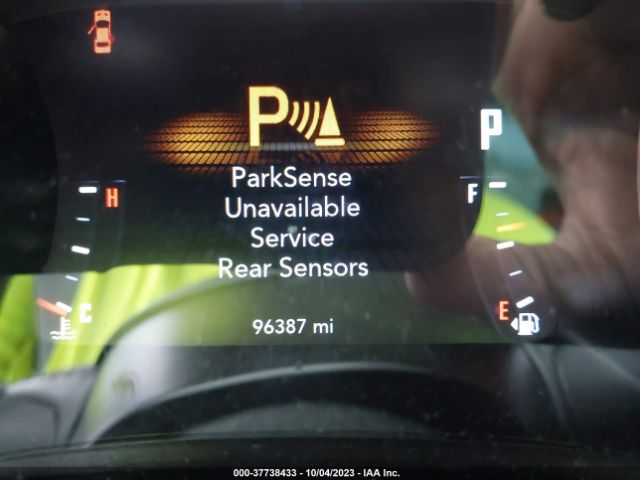 P
P
ParkSense
Unavailable
Service
Rear Sensors
H
F
C
E
96387 mi
000-37738433 - 10/04/2023 - IAA Inc.